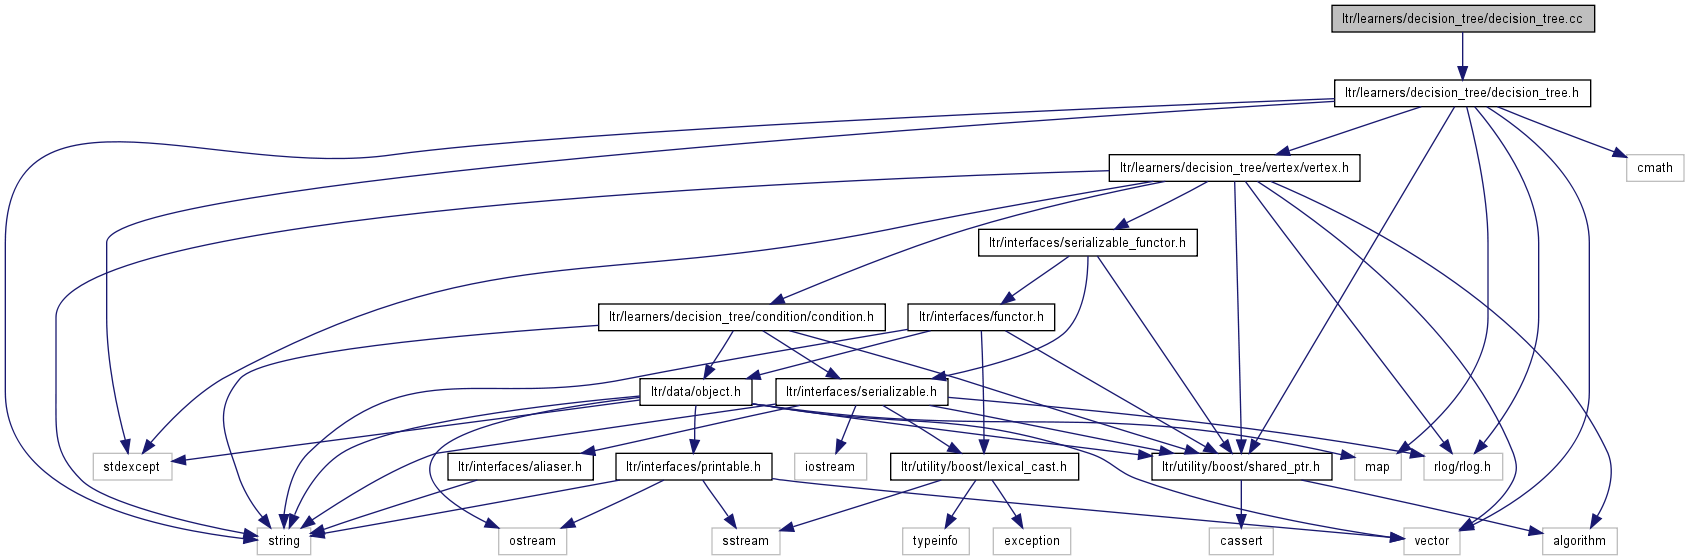 ltr/learners/decision_tree/decision_tree.cc
ltr/learners/decision_tree/decision_tree.h
ltr/learners/decision_tree/vertex/vertex.h
cmath
ltr/interfaces/serializable_functor.h
ltr/learners/decision_tree/condition/condition.h
ltr/interfaces/functor.h
ltr/data/object.h
ltr/interfaces/serializable.h
stdexcept
ltr/interfaces/aliaser.h
ltr/interfaces/printable.h
iostream
ltr/utility/boost/lexical_cast.h
ltr/utility/boost/shared_ptr.h
map
rlog/rlog.h
string
ostream
sstream
typeinfo
exception
cassert
vector
algorithm